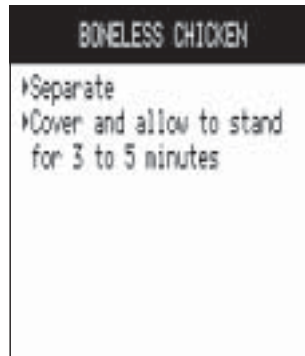 BONELESS CHICKEN
▶Separate
▶Cover and allow to stand
for 3 to 5 minutes